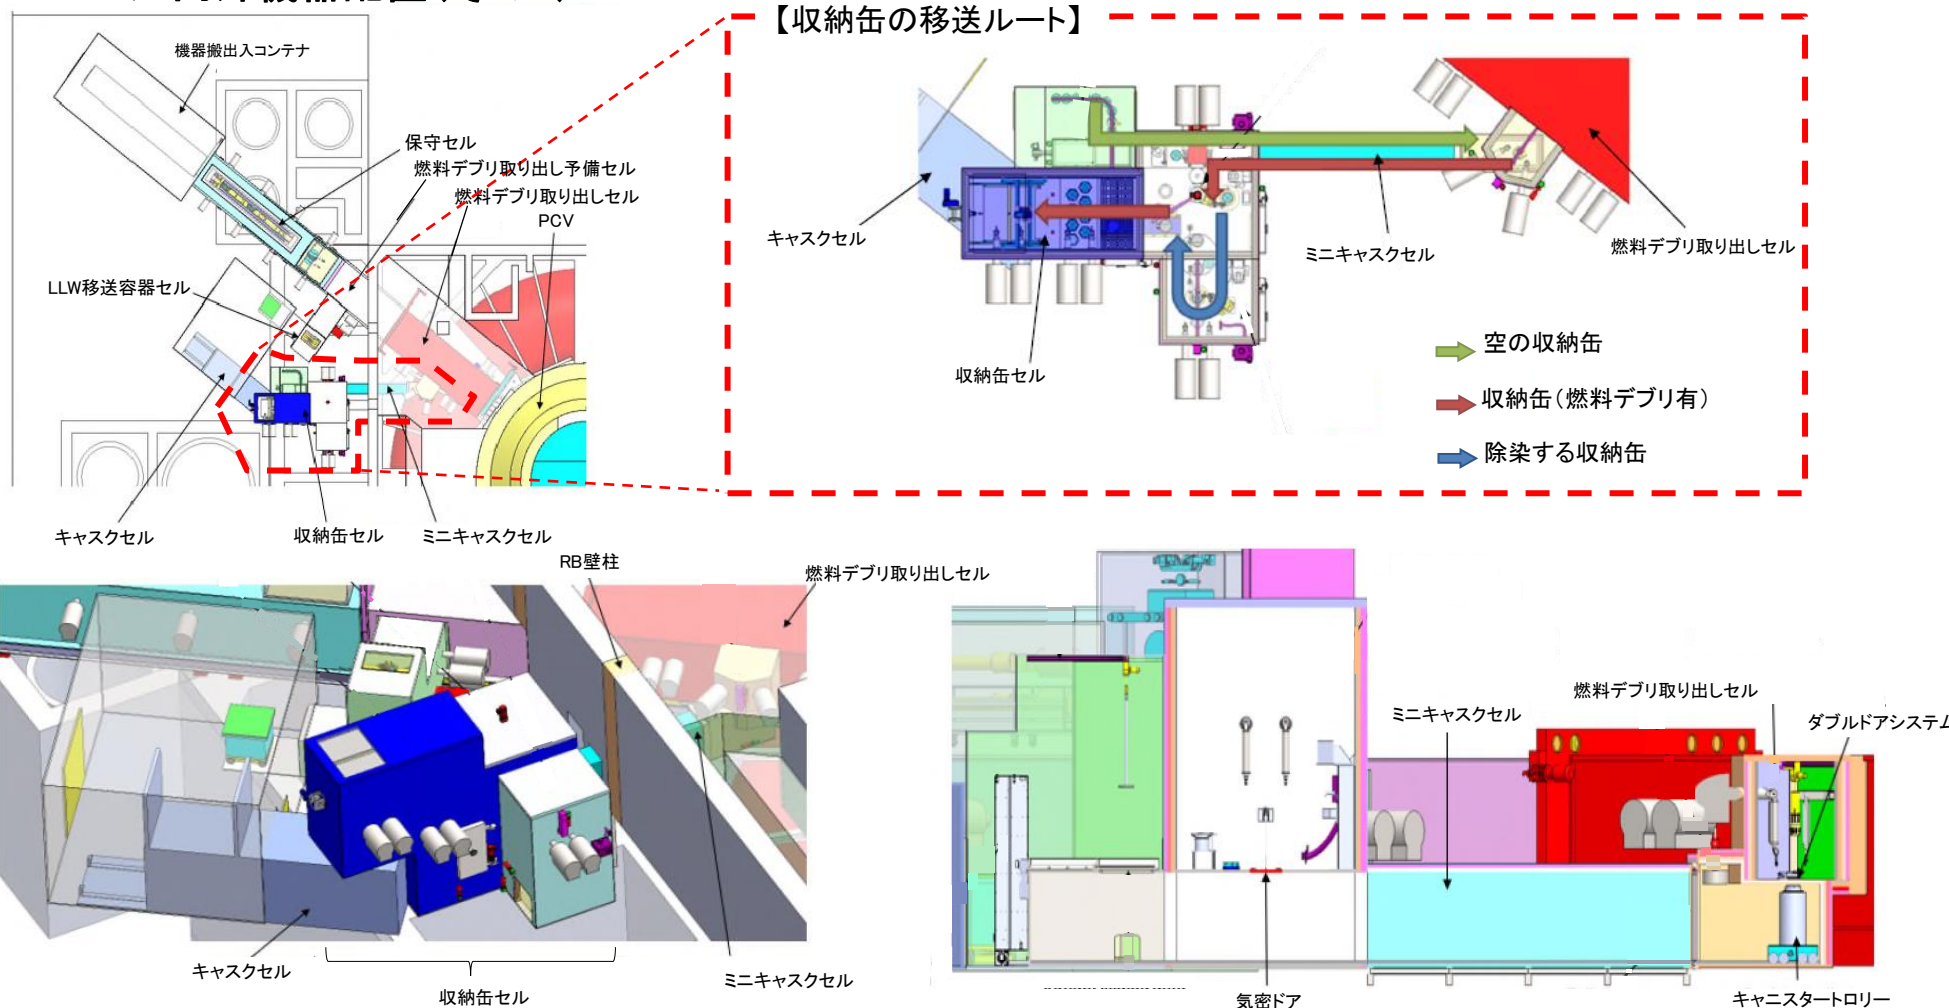 【収納缶の移送ルート】
機器搬出入コンテナ
保守セル
燃料デブリ取り出し予備セル
燃料デブリ取り出しセル
PCV
LLW移送容器セル
キャスクセル
収納缶セル
ミニキャスクセル
キャスクセル
収納缶セル
ミニキャスクセル
燃料デブリ取り出しセル
空の収納缶
収納缶（燃料デブリ有）
除染する収納缶
RB壁柱
燃料デブリ取り出しセル
キャスクセル
収納缶セル
ミニキャスクセル
燃料デブリ取り出しセル
ミニキャスクセル
ダブルドアシステム
気密ドア
キャニスタートロリー